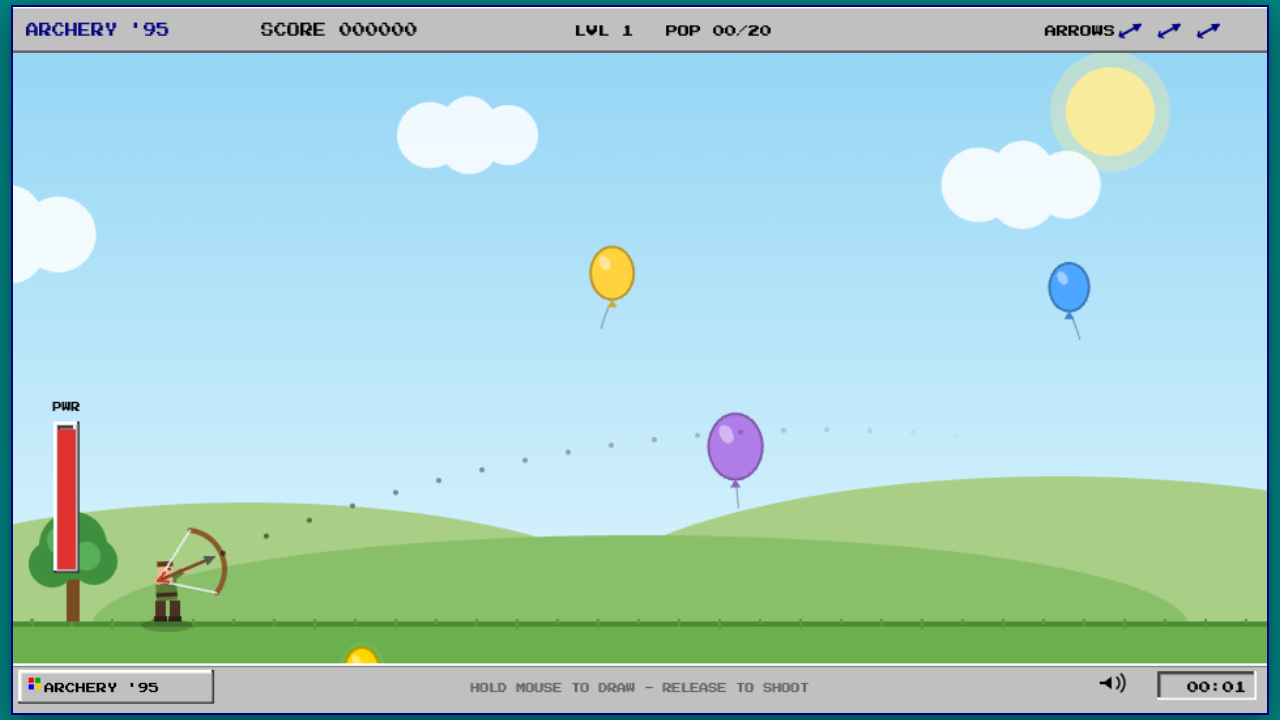 ARCHERY '95 SCORE 000000 LVL 1 POP 00/20 ARROWS
PWR
ARCHERY '95 HOLD MOUSE TO DRAW - RELEASE TO SHOOT 00:01